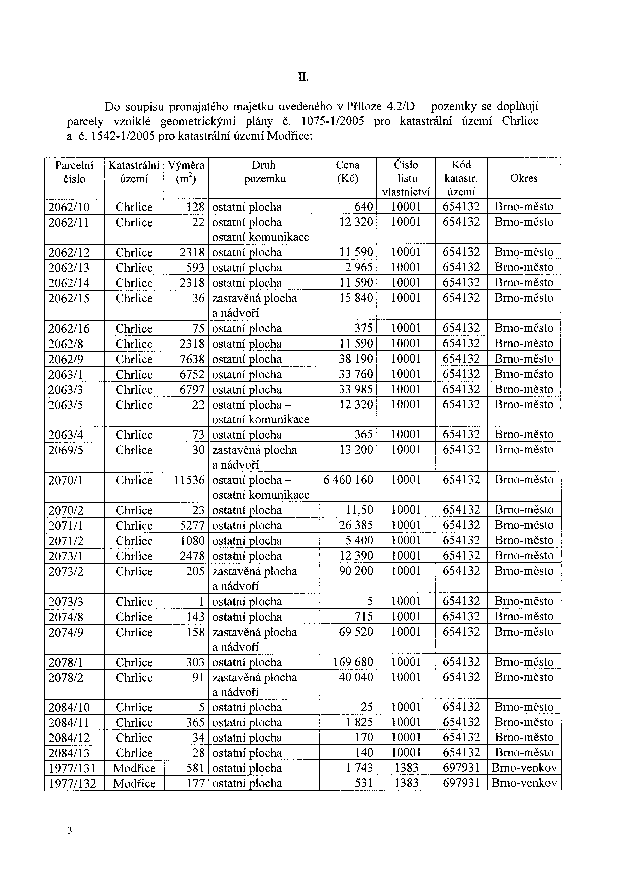 II.
Do soupisu pronajatého majetku uvedeného v Příloze 4.2/D – pozemky se doplňují
parcely vzniklé geometrickými plány č. 1075-1/2005 pro katastrální území Chrlice
a č. 1542-1/2005 pro katastrální území Modřice:
Parcelní číslo | Katastrální území | Výměra (m²) | Druh pozemku | Cena (Kč) | Číslo listu vlastnictví | Kód katastr. území | Okres
2062/10 Chrlice 128 ostatní plocha 640 10001 654132 Brno-město
2062/11 Chrlice 22 ostatní plocha 12 320 10001 654132 Brno-město
ostatní komunikace
2062/12 Chrlice 2318 ostatní plocha 11 590 10001 654132 Brno-město
2062/13 Chrlice 593 ostatní plocha 2 965 10001 654132 Brno-město
2062/14 Chrlice 2318 ostatní plocha 11 590 10001 654132 Brno-město
2062/15 Chrlice 36 zastavěná plocha 15 840 10001 654132 Brno-město
a nádvoří
2062/16 Chrlice 75 ostatní plocha 375 10001 654132 Brno-město
2062/8 Chrlice 2318 ostatní plocha 11 590 10001 654132 Brno-město
2062/9 Chrlice 7638 ostatní plocha 38 190 10001 654132 Brno-město
2063/1 Chrlice 6752 ostatní plocha 33 760 10001 654132 Brno-město
2063/3 Chrlice 6797 ostatní plocha 33 985 10001 654132 Brno-město
2063/5 Chrlice 22 ostatní plocha – 12 320 10001 654132 Brno-město
ostatní komunikace
2063/4 Chrlice 73 ostatní plocha 365 10001 654132 Brno-město
2069/5 Chrlice 30 zastavěná plocha 13 200 10001 654132 Brno-město
a nádvoří
2070/1 Chrlice 11536 ostatní plocha – 6 460 160 10001 654132 Brno-město
ostatní komunikace
2070/2 Chrlice 23 ostatní plocha 11,50 10001 654132 Brno-město
2071/1 Chrlice 5277 ostatní plocha 26 385 10001 654132 Brno-město
2071/2 Chrlice 1080 ostatní plocha 5 400 10001 654132 Brno-město
2073/1 Chrlice 2478 ostatní plocha 12 390 10001 654132 Brno-město
2073/2 Chrlice 205 zastavěná plocha 90 200 10001 654132 Brno-město
a nádvoří
2073/3 Chrlice 1 ostatní plocha 5 10001 654132 Brno-město
2074/8 Chrlice 143 ostatní plocha 715 10001 654132 Brno-město
2074/9 Chrlice 158 zastavěná plocha 69 520 10001 654132 Brno-město
a nádvoří
2078/1 Chrlice 303 ostatní plocha 169 680 10001 654132 Brno-město
2078/2 Chrlice 91 zastavěná plocha 40 040 10001 654132 Brno-město
a nádvoří
2084/10 Chrlice 5 ostatní plocha 25 10001 654132 Brno-město
2084/11 Chrlice 365 ostatní plocha 1 825 10001 654132 Brno-město
2084/12 Chrlice 34 ostatní plocha 170 10001 654132 Brno-město
2084/13 Chrlice 28 ostatní plocha 140 10001 654132 Brno-město
1977/131 Modřice 581 ostatní plocha 1 743 1383 697931 Brno-venkov
1977/132 Modřice 177 ostatní plocha 531 1383 697931 Brno-venkov